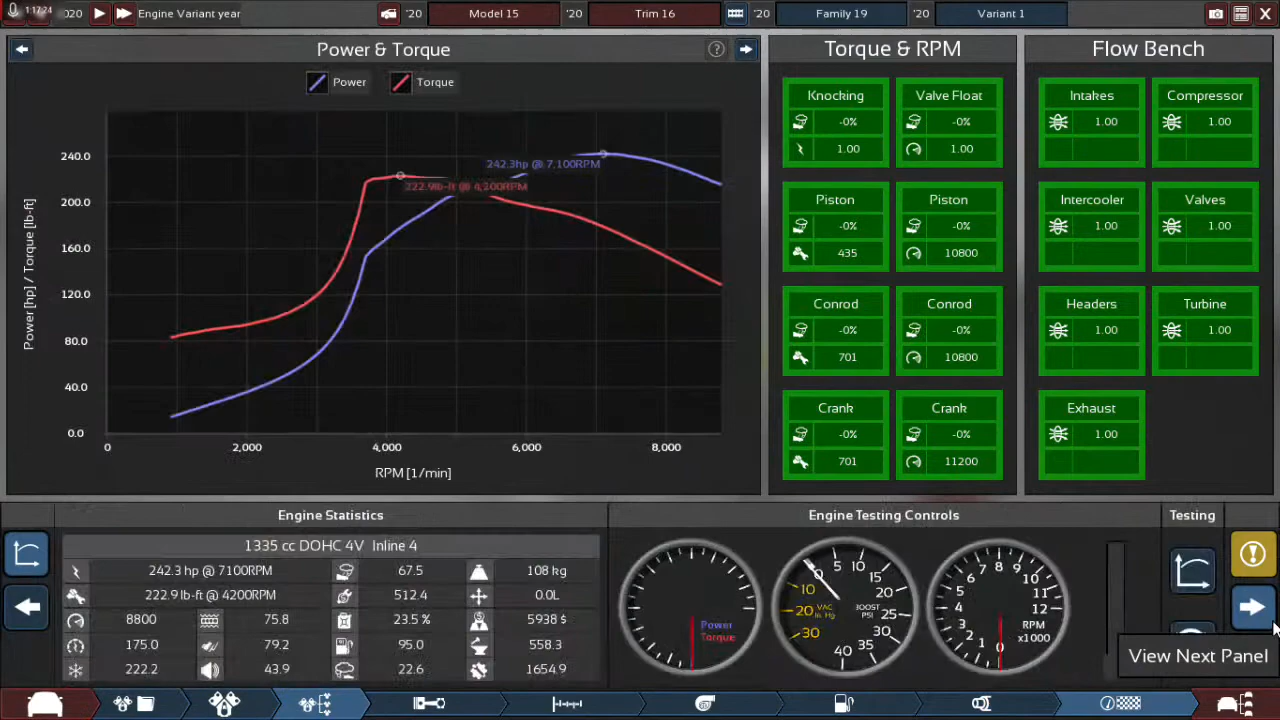 1:17:24
020
Engine Variant year
'20
Model 15
'20
Trim 16
'20
Family 19
'20
Variant 1
Power & Torque
?
Power
Torque
240.0
200.0
160.0
120.0
80.0
40.0
0.0
Power [hp] / Torque [lb-ft]
242.3hp @ 7,100RPM
222.9lb-ft @ 4,200RPM
0
2,000
4,000
6,000
8,000
RPM [1/min]
Torque & RPM
Knocking
-0%
1.00
Valve Float
-0%
1.00
Piston
-0%
435
Piston
-0%
10800
Conrod
-0%
701
Conrod
-0%
10800
Crank
-0%
701
Crank
-0%
11200
Flow Bench
Intakes
1.00
Compressor
1.00
Intercooler
1.00
Valves
1.00
Headers
1.00
Turbine
1.00
Exhaust
1.00
Engine Statistics
1335 cc DOHC 4V Inline 4
242.3 hp @ 7100RPM
67.5
108 kg
222.9 lb-ft @ 4200RPM
512.4
0.0L
8800
75.8
23.5 %
5938 $
175.0
79.2
95.0
558.3
222.2
43.9
22.6
1654.9
Engine Testing Controls
Power
Torque
0
5
10
15
20
25
30
35
40
10
20
30
VAC
in. Hg
BOOST
PSI
0
1
2
3
4
5
6
7
8
9
10
11
12
RPM
x1000
Testing
View Next Panel